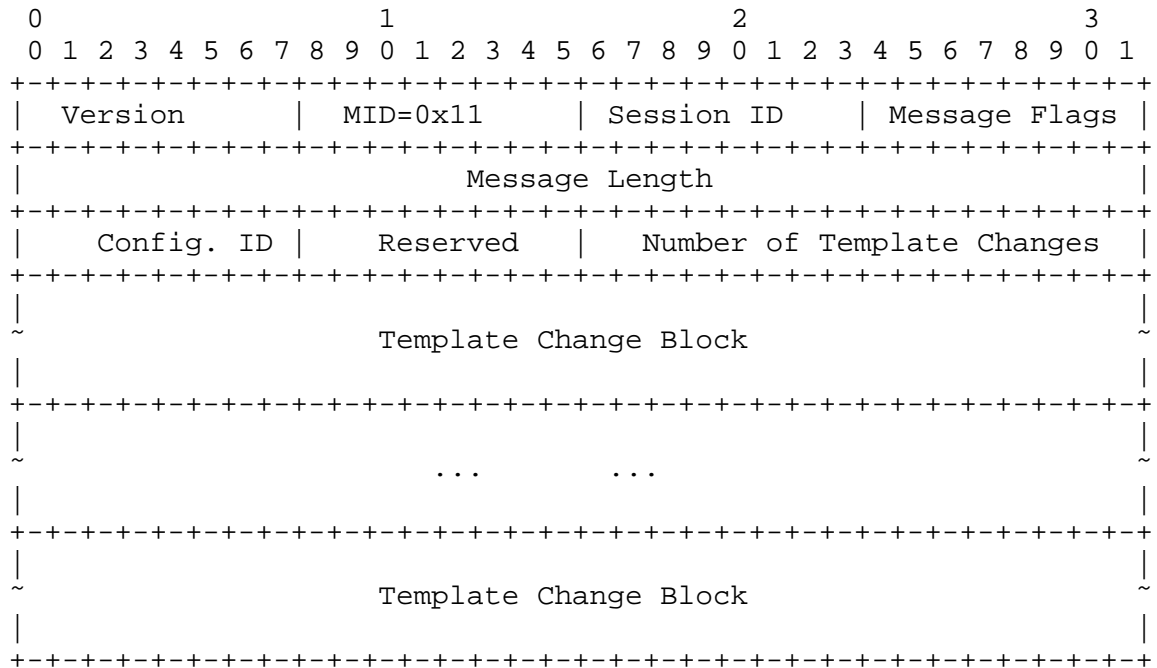 0                   1                   2                   3
 0 1 2 3 4 5 6 7 8 9 0 1 2 3 4 5 6 7 8 9 0 1 2 3 4 5 6 7 8 9 0 1
+-+-+-+-+-+-+-+-+-+-+-+-+-+-+-+-+-+-+-+-+-+-+-+-+-+-+-+-+-+-+-+-+
|  Version      |  MID=0x11     | Session ID    | Message Flags |
+-+-+-+-+-+-+-+-+-+-+-+-+-+-+-+-+-+-+-+-+-+-+-+-+-+-+-+-+-+-+-+-+
|                         Message Length                        |
+-+-+-+-+-+-+-+-+-+-+-+-+-+-+-+-+-+-+-+-+-+-+-+-+-+-+-+-+-+-+-+-+
|    Config. ID |    Reserved   |   Number of Template Changes  |
+-+-+-+-+-+-+-+-+-+-+-+-+-+-+-+-+-+-+-+-+-+-+-+-+-+-+-+-+-+-+-+-+
|                                                               |
~                    Template Change Block                      ~
|                                                               |
+-+-+-+-+-+-+-+-+-+-+-+-+-+-+-+-+-+-+-+-+-+-+-+-+-+-+-+-+-+-+-+-+
|                                                               |
~                       ...       ...                           ~
|                                                               |
+-+-+-+-+-+-+-+-+-+-+-+-+-+-+-+-+-+-+-+-+-+-+-+-+-+-+-+-+-+-+-+-+
|                                                               |
~                    Template Change Block                      ~
|                                                               |
+-+-+-+-+-+-+-+-+-+-+-+-+-+-+-+-+-+-+-+-+-+-+-+-+-+-+-+-+-+-+-+-+